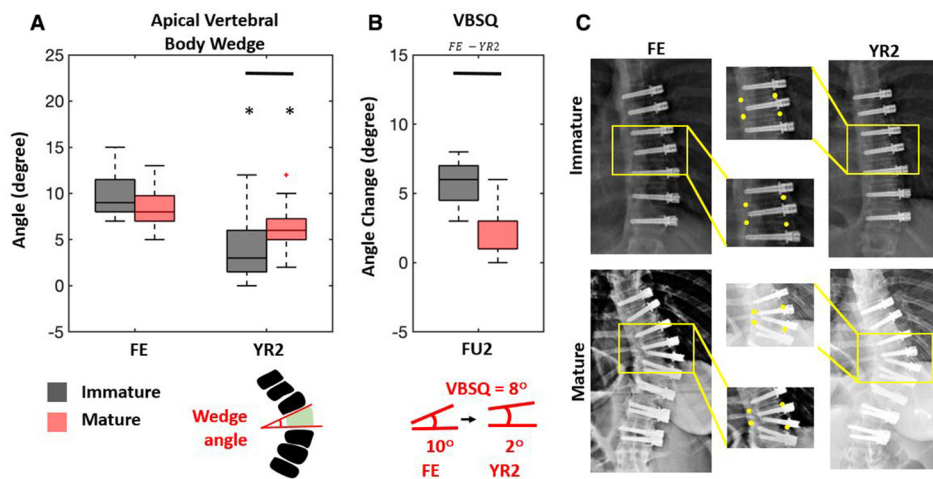 A
Apical Vertebral
Body Wedge
25
20
15
10
5
0
-5
Angle (degree)
*
*
FE
YR2
Immature
Mature
Wedge
angle
B
VBSQ
FE - YR2
15
10
5
0
-5
Angle Change (degree)
FU2
VBSQ = 8°
10°
2°
FE
YR2
C
FE
YR2
Immature
Mature